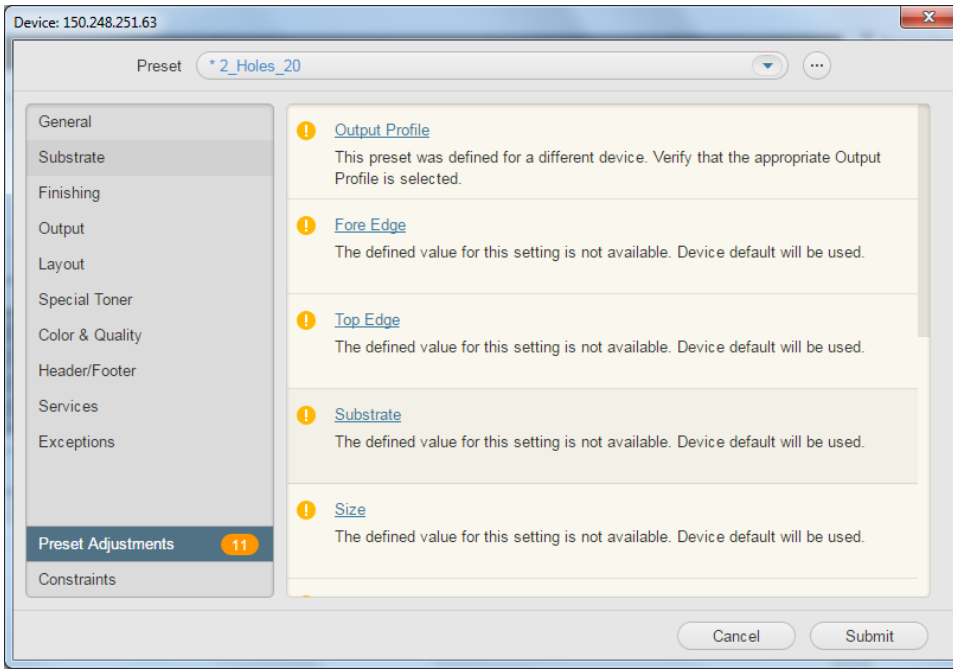 Device: 150.248.251.63
Preset * 2_Holes_20 ...
General
Substrate
Finishing
Output
Layout
Special Toner
Color & Quality
Header/Footer
Services
Exceptions
Preset Adjustments 11
Constraints
Output Profile
This preset was defined for a different device. Verify that the appropriate Output
Profile is selected.
Fore Edge
The defined value for this setting is not available. Device default will be used.
Top Edge
The defined value for this setting is not available. Device default will be used.
Substrate
The defined value for this setting is not available. Device default will be used.
Size
The defined value for this setting is not available. Device default will be used.
Cancel
Submit